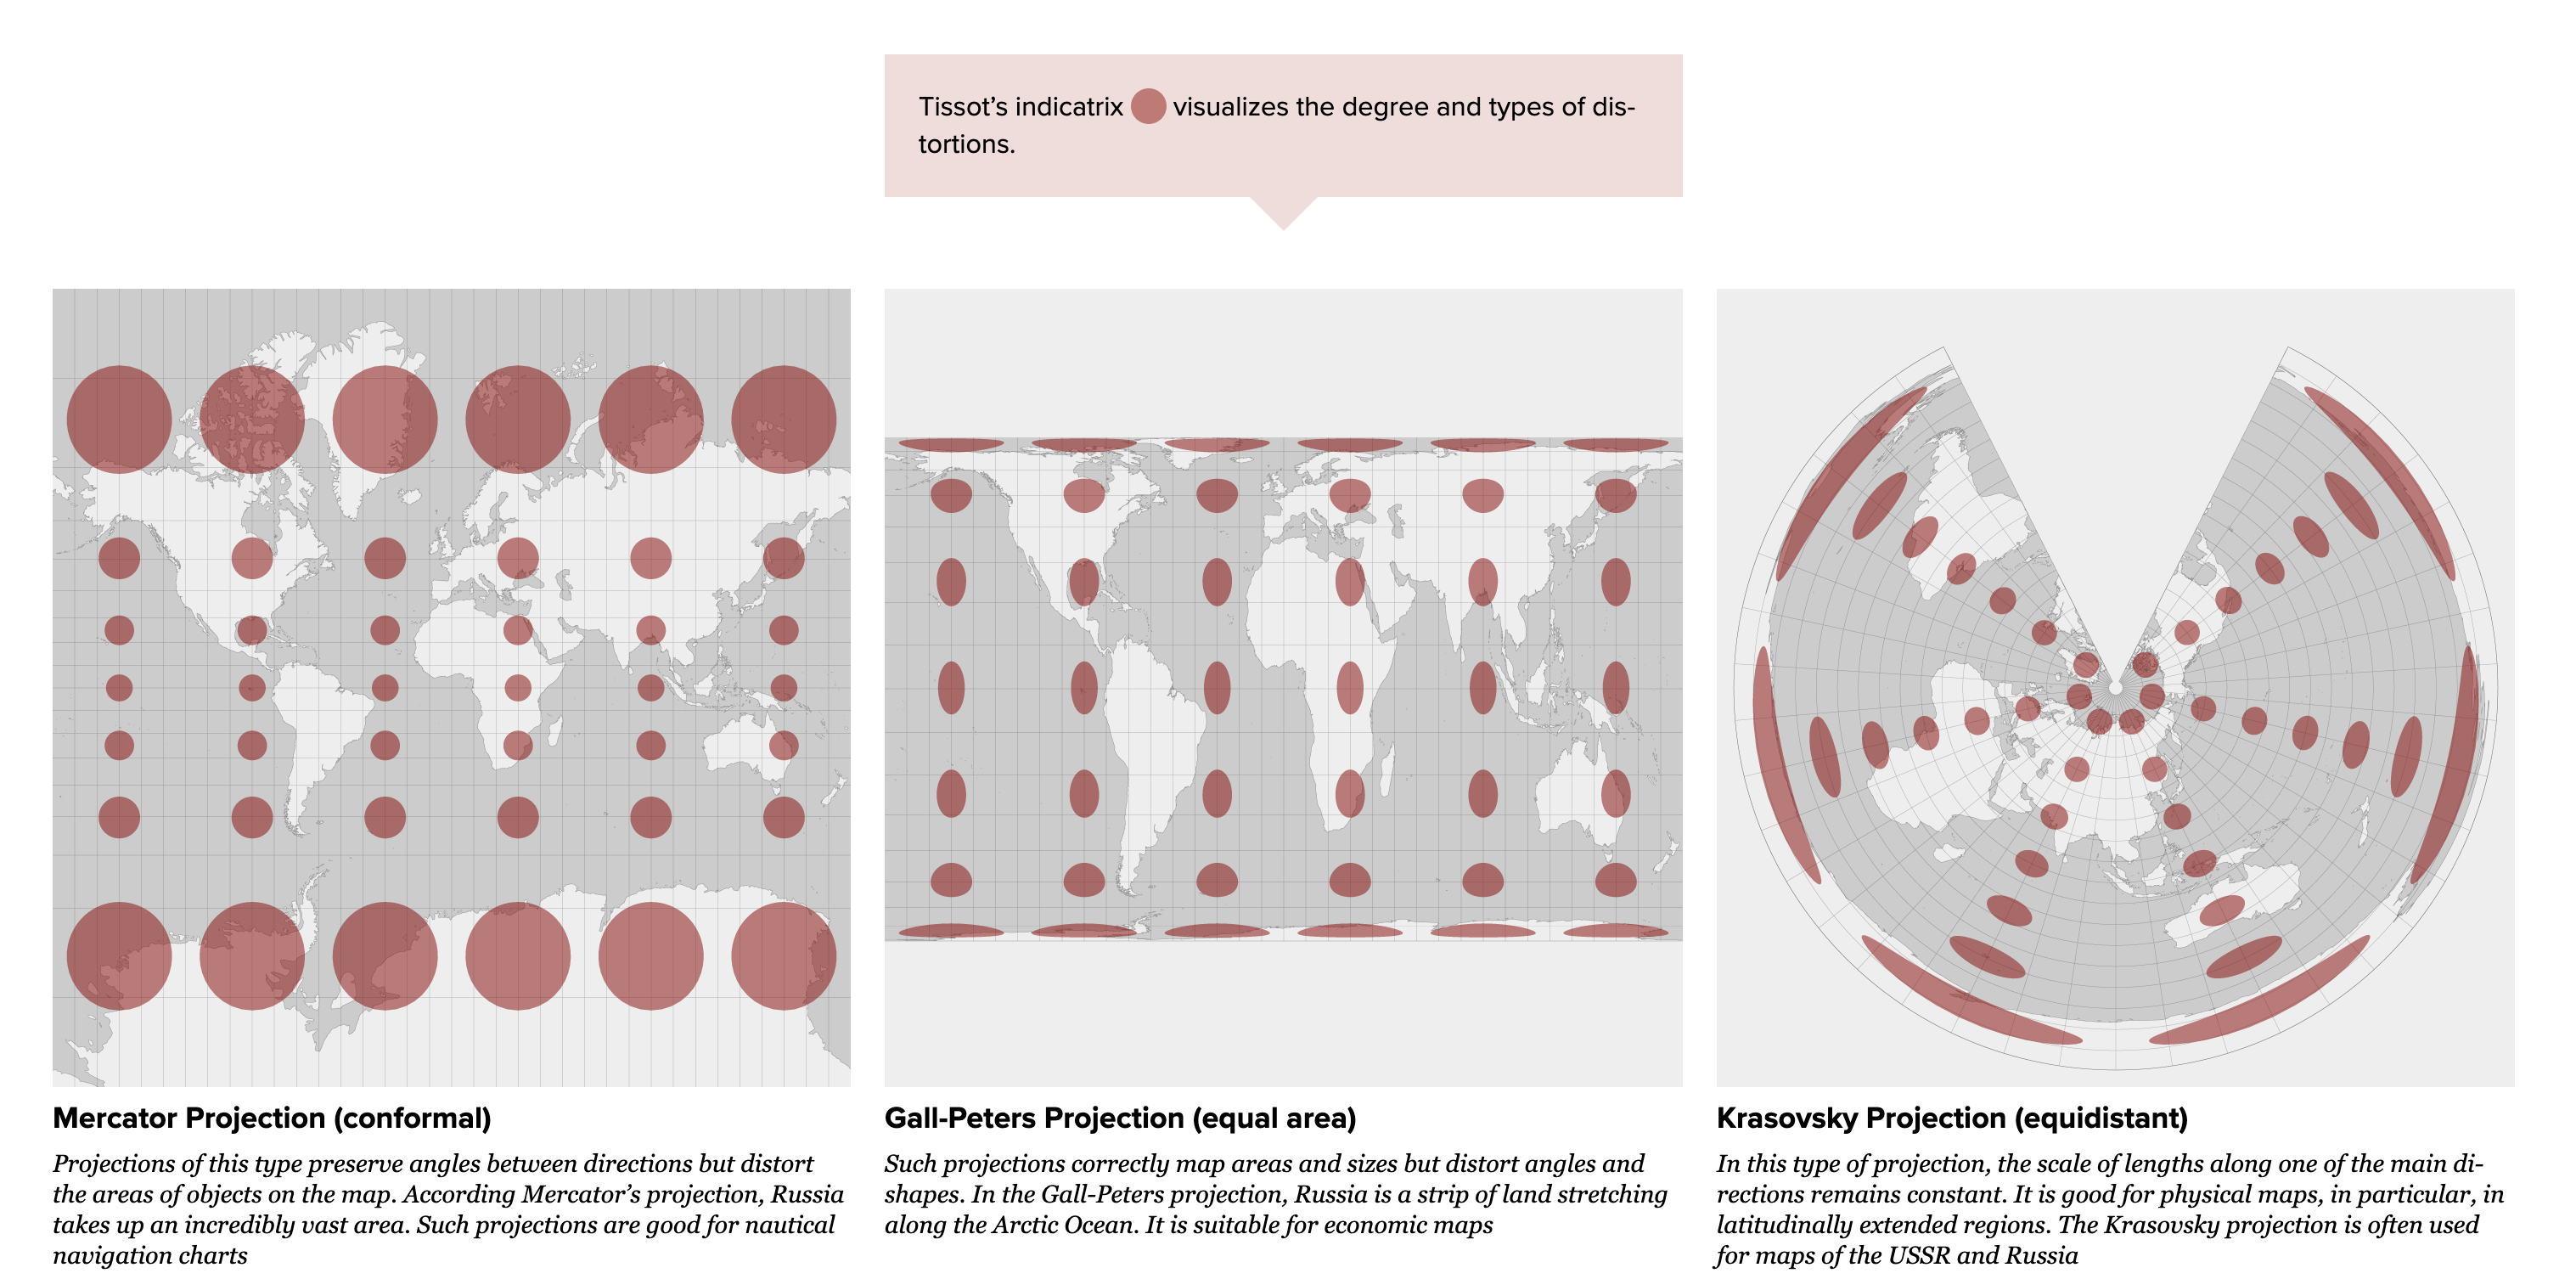 Tissot’s indicatrix visualizes the degree and types of dis-
tortions.
Mercator Projection (conformal)
Projections of this type preserve angles between directions but distort
the areas of objects on the map. According Mercator’s projection, Russia
takes up an incredibly vast area. Such projections are good for nautical
navigation charts
Gall-Peters Projection (equal area)
Such projections correctly map areas and sizes but distort angles and
shapes. In the Gall-Peters projection, Russia is a strip of land stretching
along the Arctic Ocean. It is suitable for economic maps
Krasovsky Projection (equidistant)
In this type of projection, the scale of lengths along one of the main di-
rections remains constant. It is good for physical maps, in particular, in
latitudinally extended regions. The Krasovsky projection is often used
for maps of the USSR and Russia